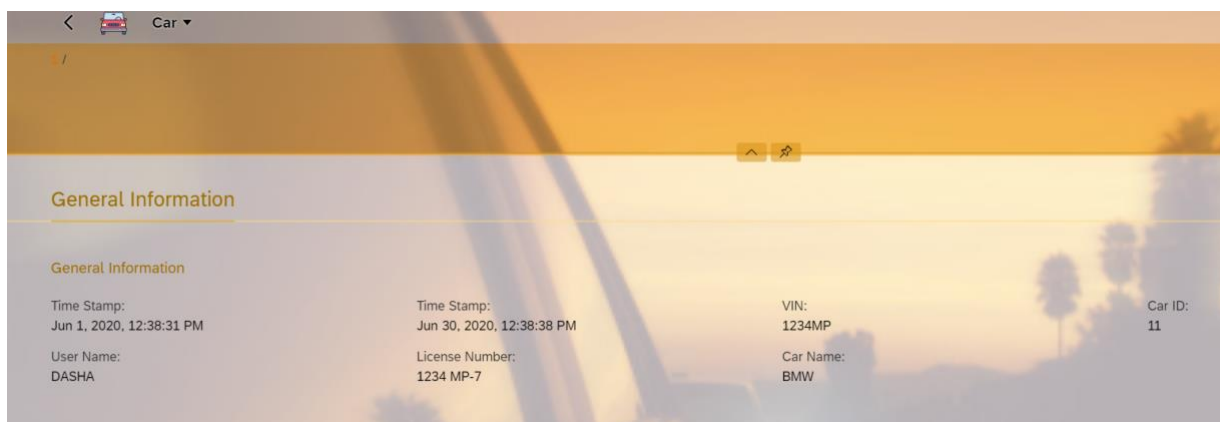 Car
/
General Information
General Information
Time Stamp:
Jun 1, 2020, 12:38:31 PM
Time Stamp:
Jun 30, 2020, 12:38:38 PM
VIN:
1234MP
Car ID:
11
User Name:
DASHA
License Number:
1234 MP-7
Car Name:
BMW